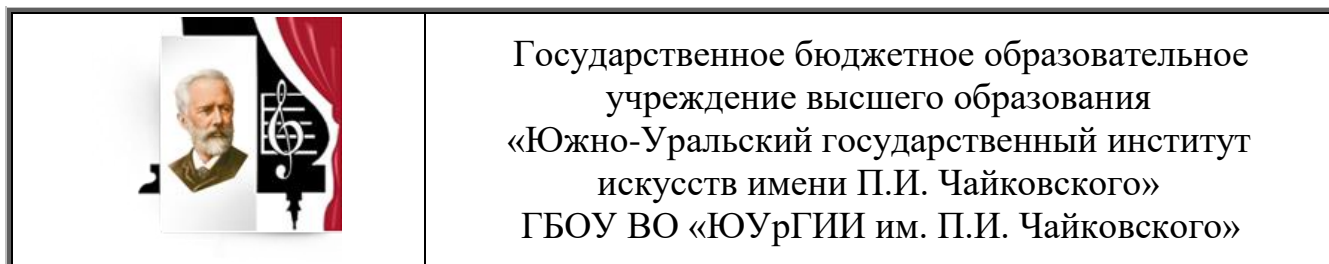 Государственное бюджетное образовательное
учреждение высшего образования
«Южно-Уральский государственный институт
искусств имени П.И. Чайковского»
ГБОУ ВО «ЮУрГИИ им. П.И. Чайковского»